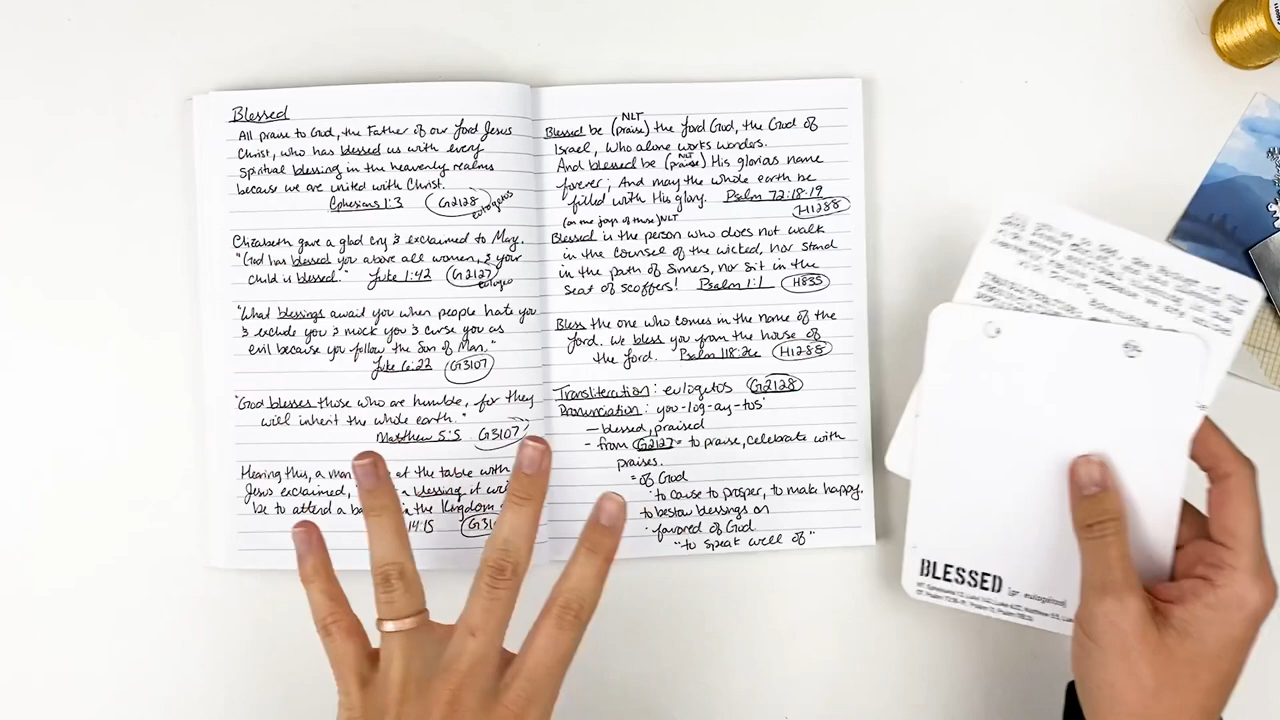 Blessed
All praise to God, the Father of our Lord Jesus
Christ, who has blessed us with every
spiritual blessing in the heavenly realms
because we are united with Christ.
Ephesians 1:3 G2128
eulogetos
Elizabeth gave a glad cry & exclaimed to Mary.
"God has blessed you above all women, & your
child is blessed." Luke 1:42 G2127
eulogeo
"What blessings await you when people hate you
& exclude you & mock you & curse you as
evil because you follow the Son of Man."
Luke 6:22 G3107
"God blesses those who are humble, for they
will inherit the whole earth."
Matthew 5:5 G3107
Hearing this, a man at the table with
Jesus exclaimed, a blessing it
be to attend a in the Kingdom
14:15
NLT
Blessed be (praise) the Lord God, the God of
Israel, Who alone works wonders.
NLT
And blessed be (praise) His glorious name
forever; And may the whole earth be
filled with His glory. Psalm 72:18-19
H1288
(oh the joys of those) NLT
Blessed is the person who does not walk
in the counsel of the wicked, nor stand
in the path of sinners, nor sit in the
seat of scoffers! Psalm 1:1 H835
Bless the one who comes in the name of the
Lord. We bless you from the house of
the Lord. Psalm 118:26 H1288
Transliteration: eulogetos G2128
Pronunciation: yoo-log-ay-tos'
- blessed, praised
- from G2127 = to praise, celebrate with
praises.
= of God
· to cause to prosper, to make happy.
to bestow blessings on
· favored of God
· "to speak well of"
BLESSED [gr. eulogetos]